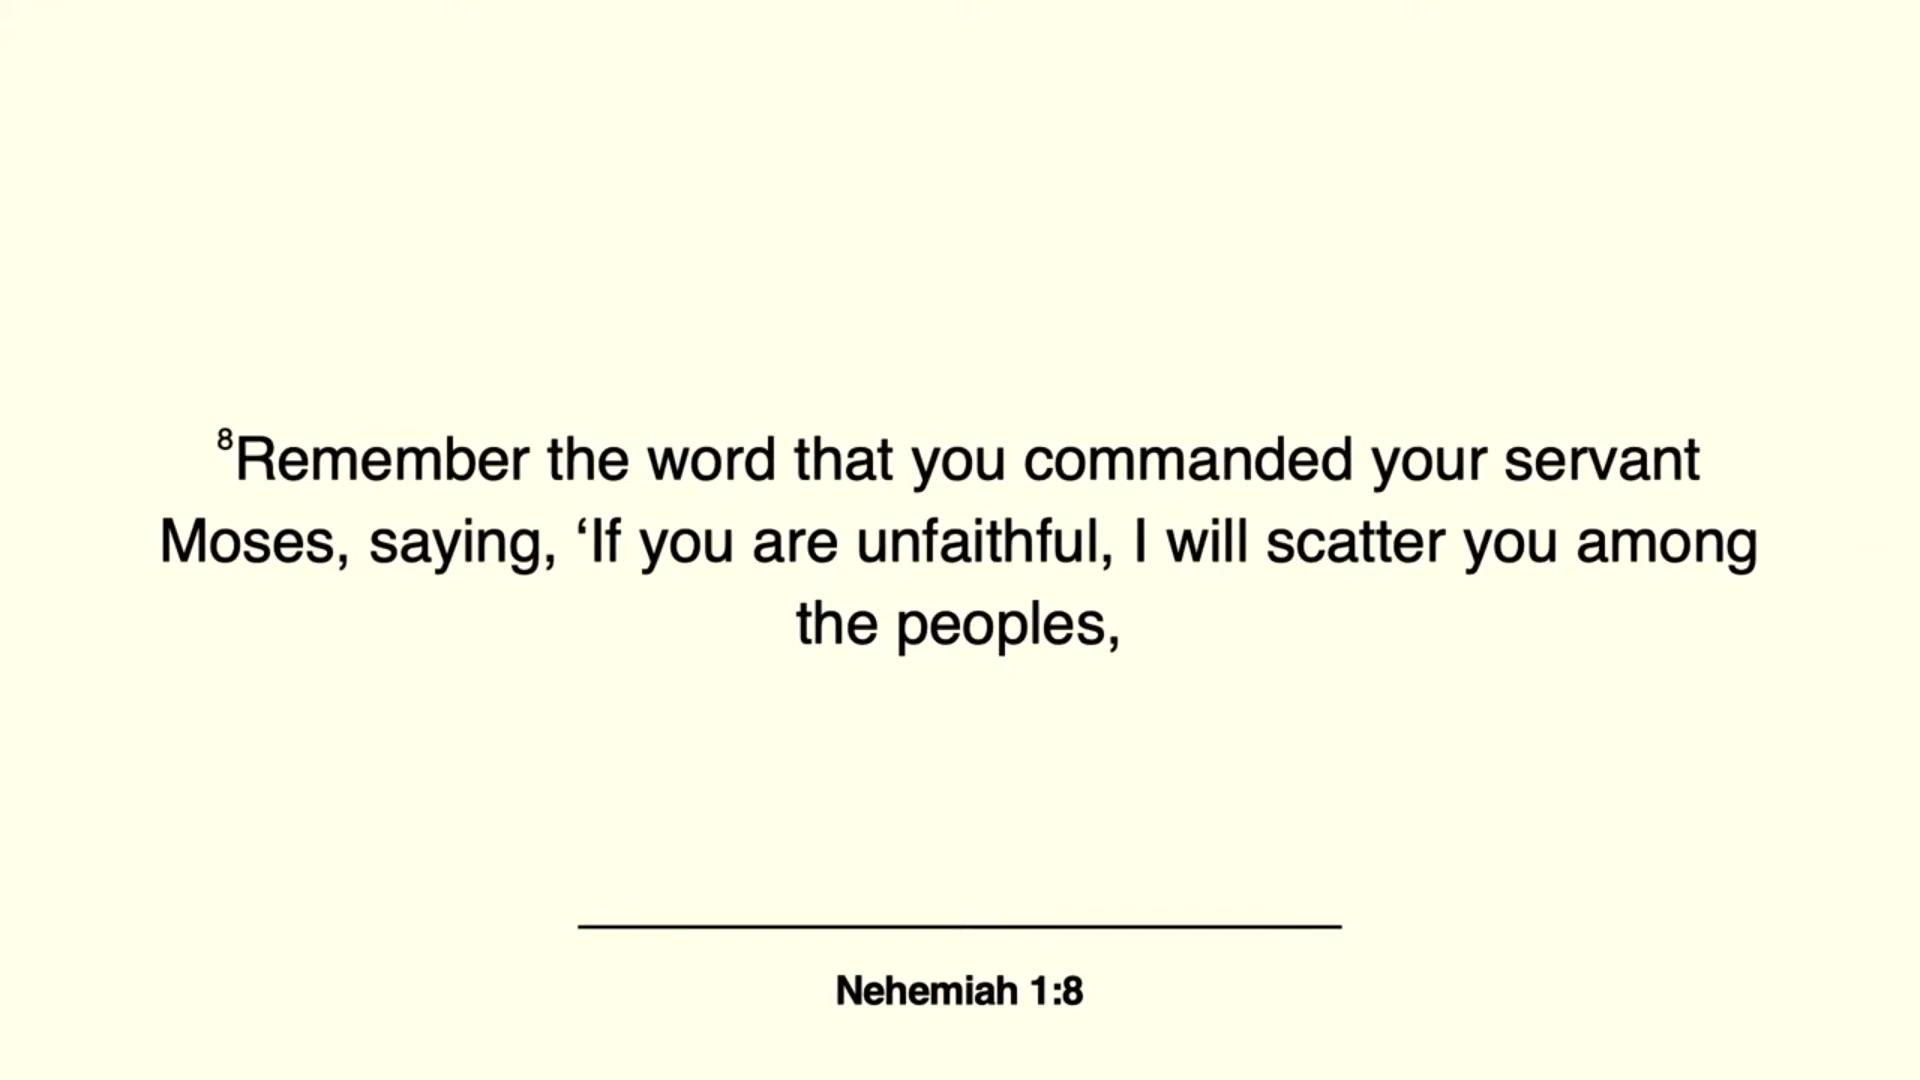 ⁸Remember the word that you commanded your servant
Moses, saying, ‘If you are unfaithful, I will scatter you among
the peoples,
Nehemiah 1:8